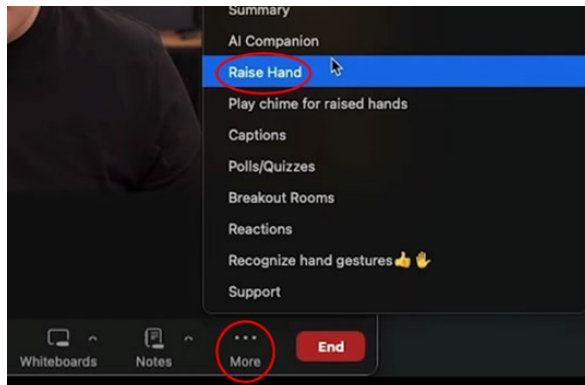 Summary
AI Companion
Raise Hand
Play chime for raised hands
Captions
Polls/Quizzes
Breakout Rooms
Reactions
Recognize hand gestures👍🖐
Support
Whiteboards
Notes
More
End